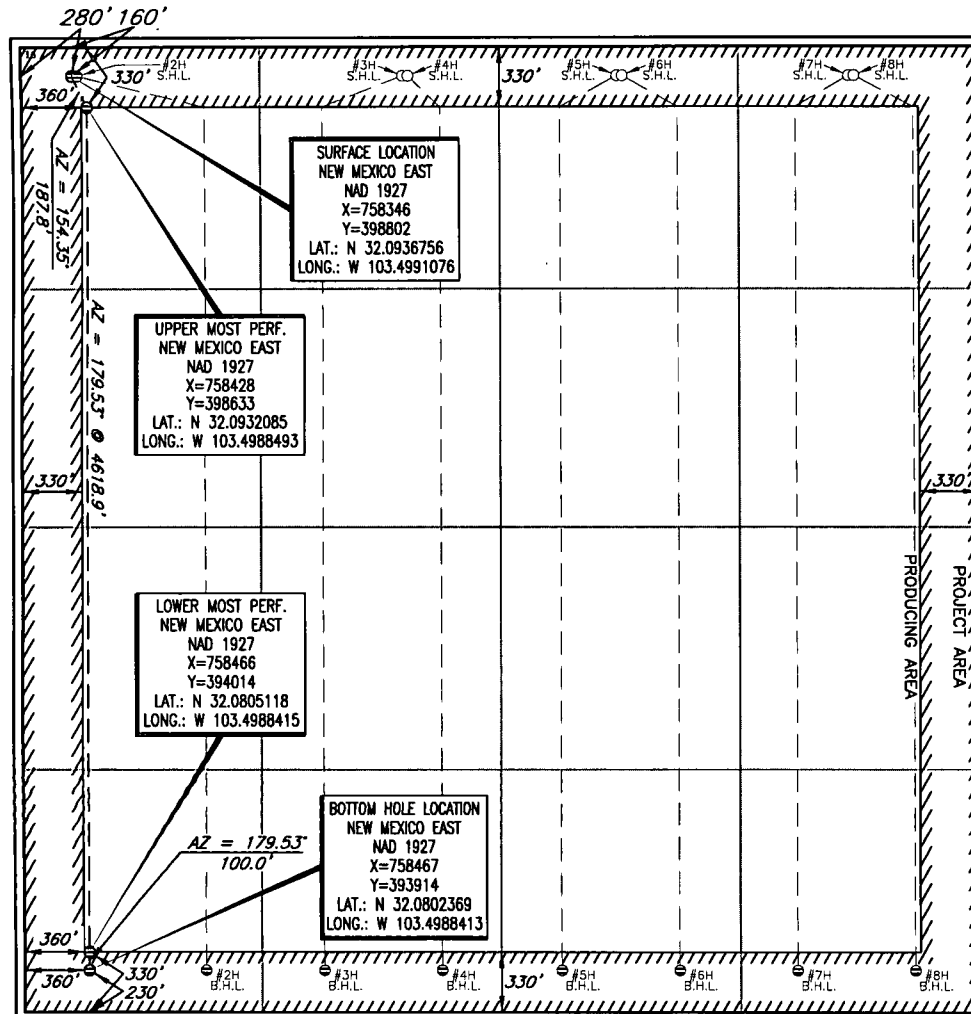 280' 160'
#2H
S.H.L.
#3H
S.H.L.
#4H
S.H.L.
#5H
S.H.L.
#6H
S.H.L.
#7H
S.H.L.
#8H
S.H.L.
330'
330'
360'
AZ = 154.35°
187.8'
SURFACE LOCATION
NEW MEXICO EAST
NAD 1927
X=758346
Y=398802
LAT.: N 32.0936756
LONG.: W 103.4991076
UPPER MOST PERF.
NEW MEXICO EAST
NAD 1927
X=758428
Y=398633
LAT.: N 32.0932085
LONG.: W 103.4988493
AZ = 179.53° @ 4618.9'
330'
330'
PRODUCING AREA
PROJECT AREA
LOWER MOST PERF.
NEW MEXICO EAST
NAD 1927
X=758466
Y=394014
LAT.: N 32.0805118
LONG.: W 103.4988415
BOTTOM HOLE LOCATION
NEW MEXICO EAST
NAD 1927
X=758467
Y=393914
LAT.: N 32.0802369
LONG.: W 103.4988413
AZ = 179.53°
100.0'
360'
360'
330'
230'
330'
#2H
B.H.L.
#3H
B.H.L.
#4H
B.H.L.
#5H
B.H.L.
#6H
B.H.L.
#7H
B.H.L.
#8H
B.H.L.